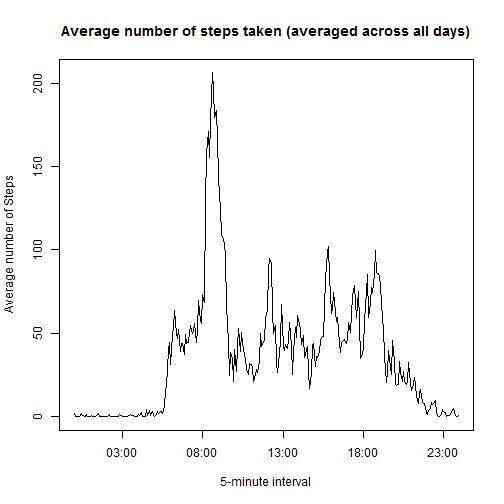 Average number of steps taken (averaged across all days)
Average number of Steps
200
150
100
50
0
03:00 08:00 13:00 18:00 23:00
5-minute interval